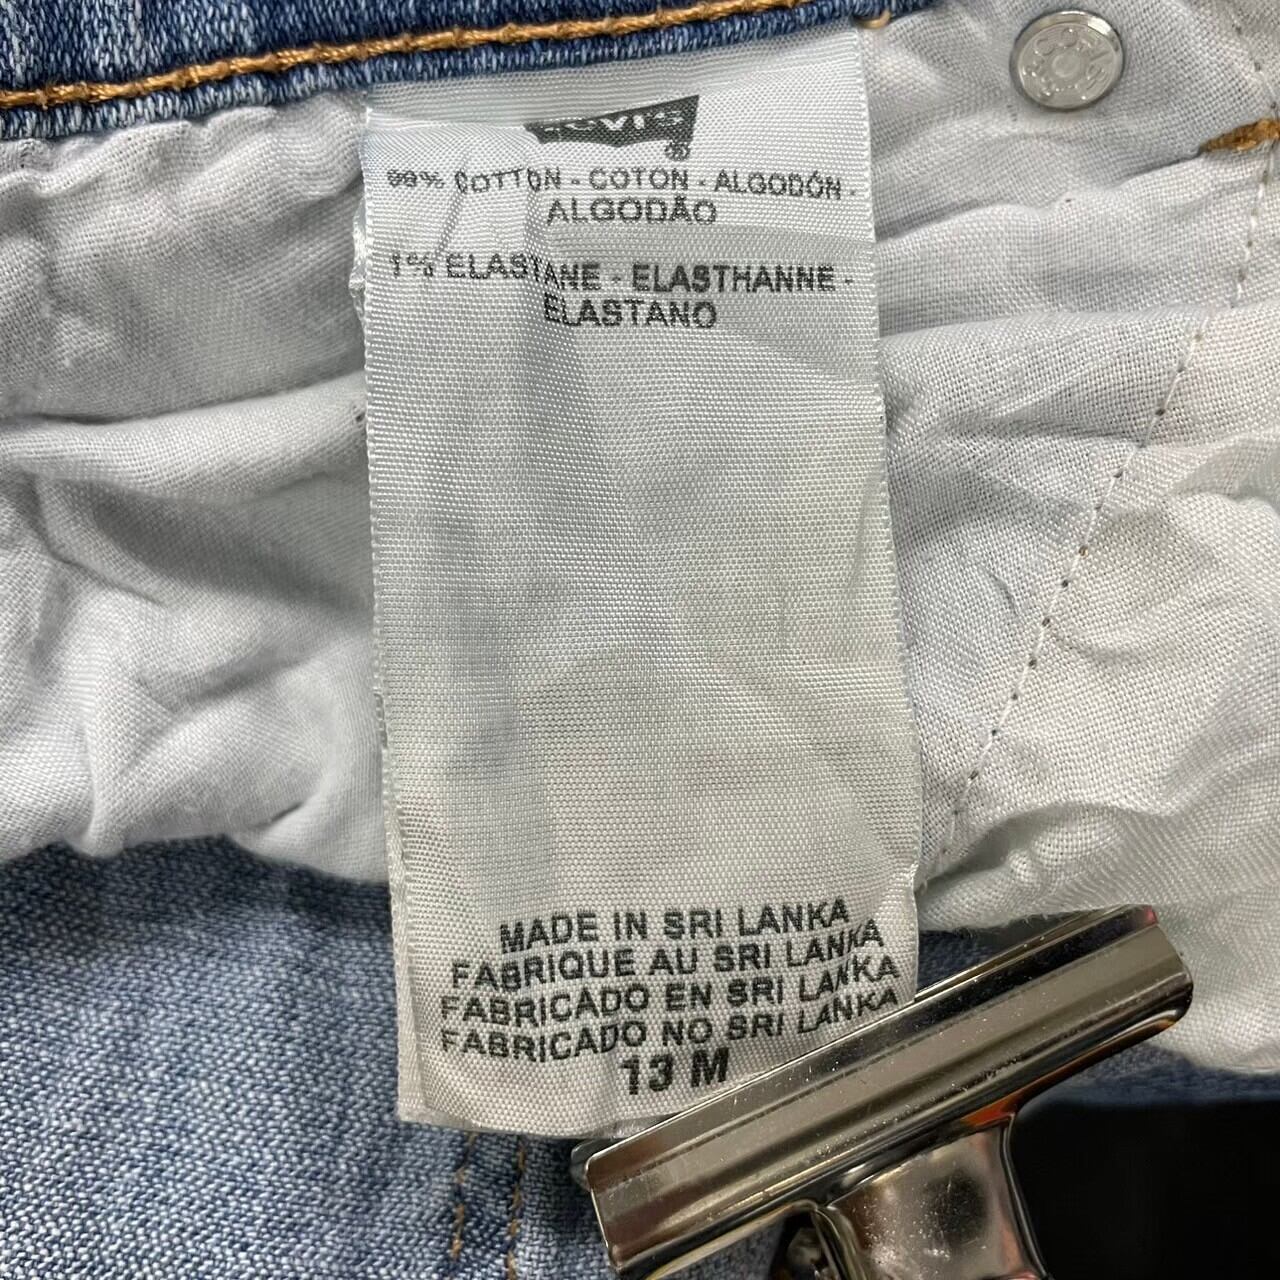 Levi's
®
99% COTTON - COTON - ALGODÓN -
ALGODÃO
1% ELASTANE - ELASTHANNE -
ELASTANO
MADE IN SRI LANKA
FABRIQUE AU SRI LANKA
FABRICADO EN SRI LANKA
FABRICADO NO SRI LANKA
13 M